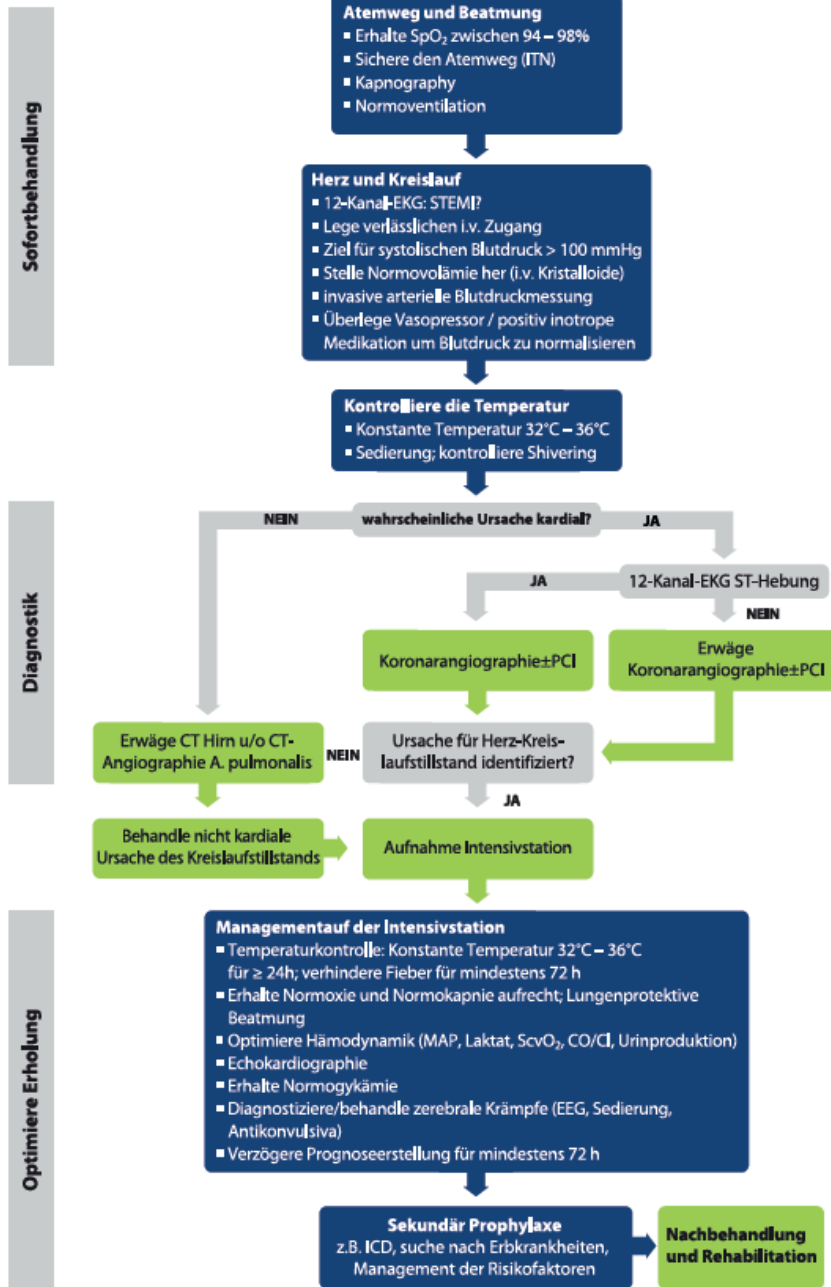 Sofortbehandlung
Atemweg und Beatmung
▪ Erhalte SpO₂ zwischen 94 – 98%
▪ Sichere den Atemweg (ITN)
▪ Kapnography
▪ Normoventilation
Herz und Kreislauf
▪ 12-Kanal-EKG: STEMI?
▪ Lege verlässlichen i.v. Zugang
▪ Ziel für systolischen Blutdruck > 100 mmHg
▪ Stelle Normovolämie her (i.v. Kristalloide)
▪ invasive arterielle Blutdruckmessung
▪ Überlege Vasopressor / positiv inotrope
Medikation um Blutdruck zu normalisieren
Kontrolliere die Temperatur
▪ Konstante Temperatur 32°C – 36°C
▪ Sedierung; kontrolliere Shivering
Diagnostik
NEIN
wahrscheinliche Ursache kardial?
JA
JA
12-Kanal-EKG ST-Hebung
NEIN
Koronarangiographie±PCI
Erwäge
Koronarangiographie±PCI
Erwäge CT Hirn u/o CT-
Angiographie A. pulmonalis
NEIN
Ursache für Herz-Kreis-
laufstillstand identifiziert?
JA
Behandle nicht kardiale
Ursache des Kreislaufstillstands
Aufnahme Intensivstation
Optimiere Erholung
Managementauf der Intensivstation
▪ Temperaturkontrolle: Konstante Temperatur 32°C – 36°C
für ≥ 24h; verhindere Fieber für mindestens 72 h
▪ Erhalte Normoxie und Normokapnie aufrecht; Lungenprotektive
Beatmung
▪ Optimiere Hämodynamik (MAP, Laktat, ScvO₂, CO/CI, Urinproduktion)
▪ Echokardiographie
▪ Erhalte Normogykämie
▪ Diagnostiziere/behandle zerebrale Krämpfe (EEG, Sedierung,
Antikonvulsiva)
▪ Verzögere Prognoseerstellung für mindestens 72 h
Sekundär Prophylaxe
z.B. ICD, suche nach Erbkrankheiten,
Management der Risikofaktoren
Nachbehandlung
und Rehabilitation